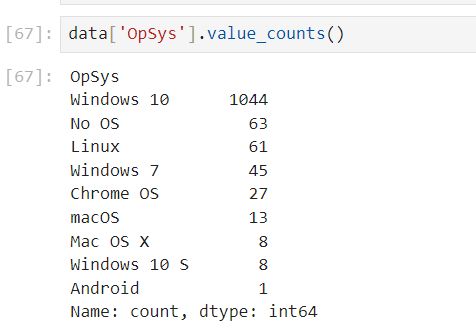 [67]: data['OpSys'].value_counts()
[67]: OpSys
Windows 10 1044
No OS 63
Linux 61
Windows 7 45
Chrome OS 27
macOS 13
Mac OS X 8
Windows 10 S 8
Android 1
Name: count, dtype: int64